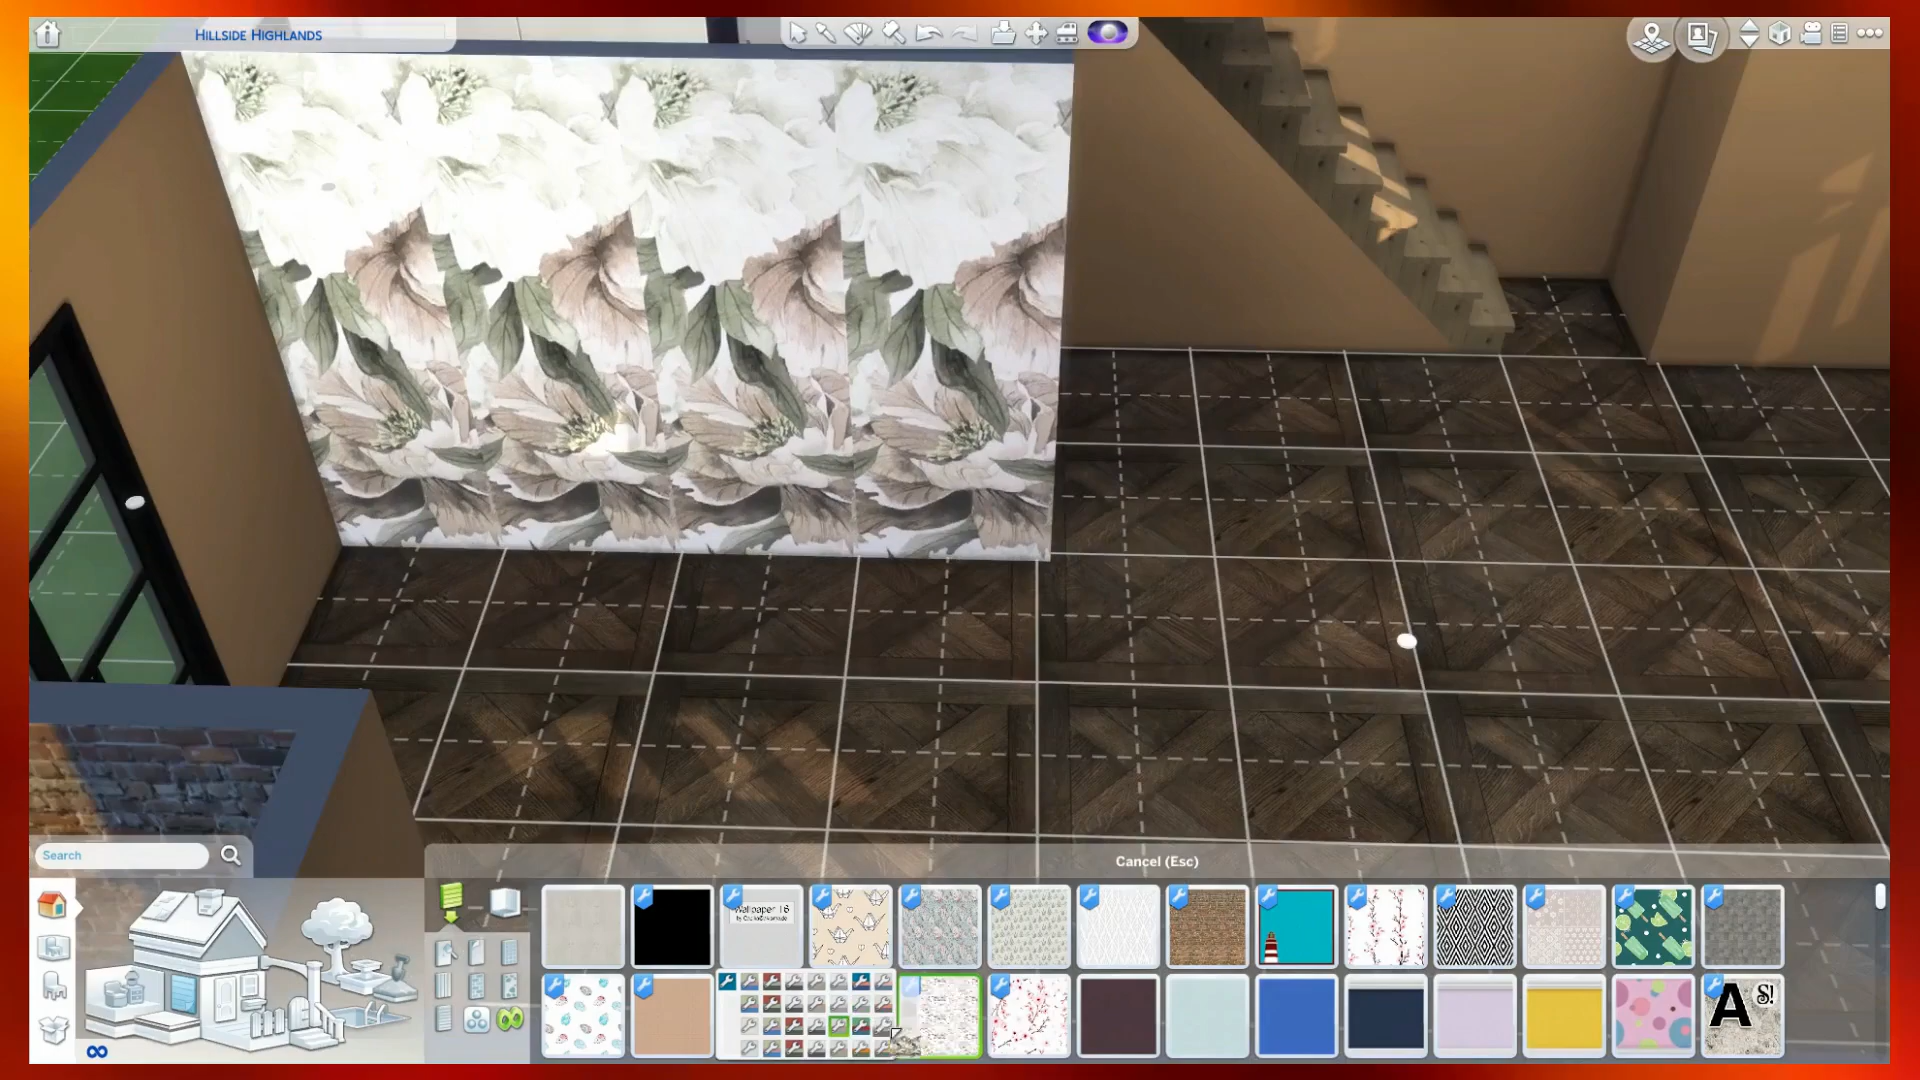 HILLSIDE HIGHLANDS
Cancel (Esc)
Search
Wallpaper 16
A S!